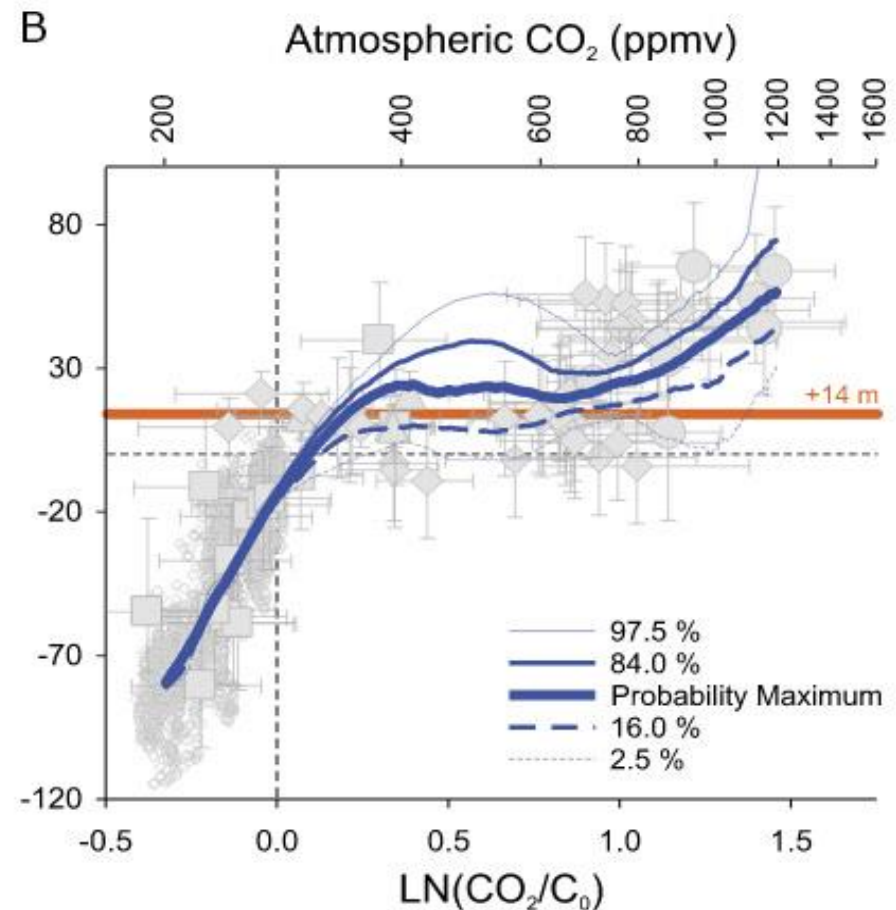 B
Atmospheric CO₂ (ppmv)
200 400 600 800 1000 1200 1400 1600
80
30
+14 m
-20
-70
-120
97.5 %
84.0 %
Probability Maximum
16.0 %
2.5 %
-0.5 0.0 0.5 1.0 1.5
LN(CO₂/C₀)